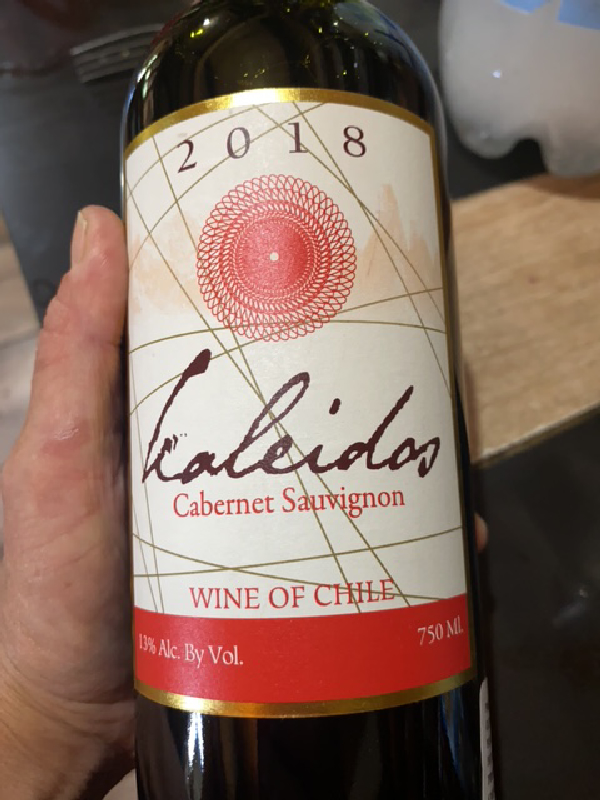 2018
kaleidos
Cabernet Sauvignon
WINE OF CHILE
13% Alc. By Vol.
750 Ml.